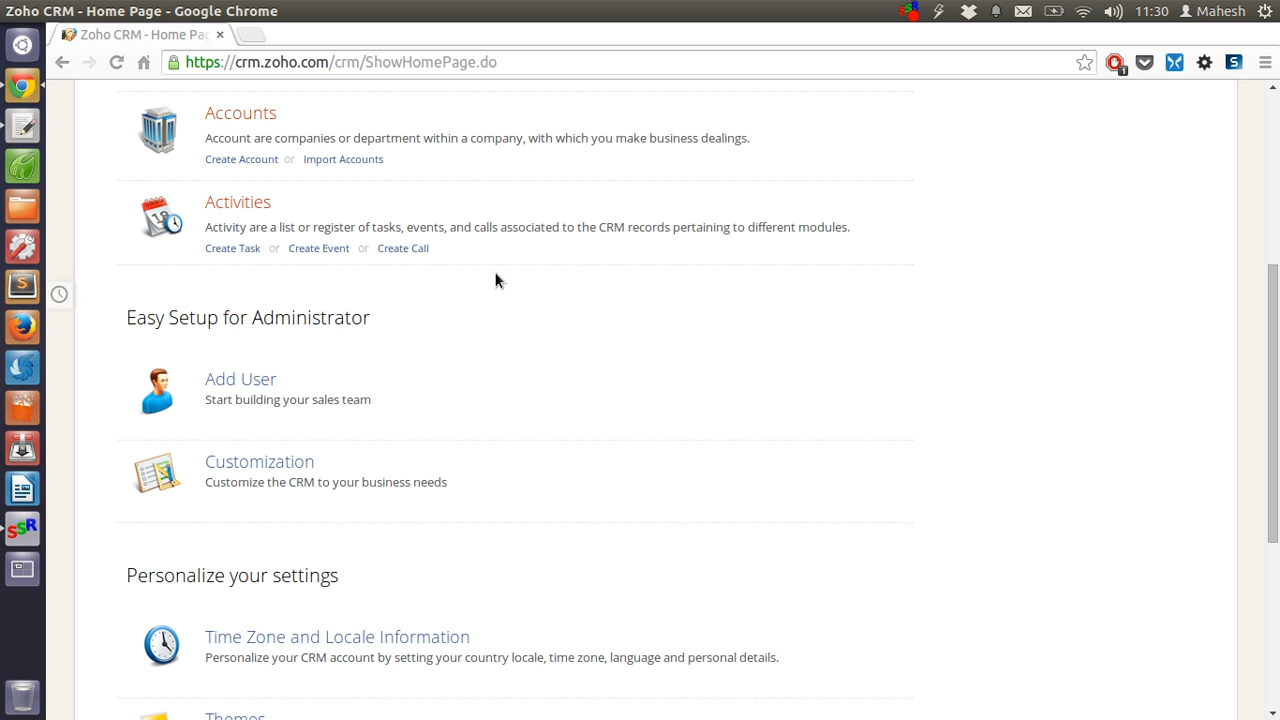 Zoho CRM - Home Page - Google Chrome
11:30
Mahesh
Zoho CRM - Home Pag
https://crm.zoho.com/crm/ShowHomePage.do
1
S
Accounts
Account are companies or department within a company, with which you make business dealings.
Create Account or Import Accounts
Activities
Activity are a list or register of tasks, events, and calls associated to the CRM records pertaining to different modules.
Create Task or Create Event or Create Call
Easy Setup for Administrator
Add User
Start building your sales team
Customization
Customize the CRM to your business needs
SSR
Personalize your settings
Time Zone and Locale Information
Personalize your CRM account by setting your country locale, time zone, language and personal details.
Themes